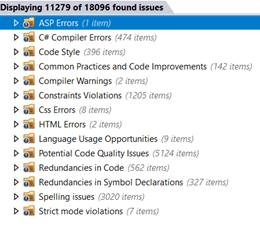 Displaying 11279 of 18096 found issues
ASP Errors (1 item)
C# Compiler Errors (474 items)
Code Style (396 items)
Common Practices and Code Improvements (142 items)
Compiler Warnings (2 items)
Constraints Violations (1205 items)
Css Errors (8 items)
HTML Errors (2 items)
Language Usage Opportunities (9 items)
Potential Code Quality Issues (5124 items)
Redundancies in Code (562 items)
Redundancies in Symbol Declarations (327 items)
Spelling issues (3020 items)
Strict mode violations (7 items)